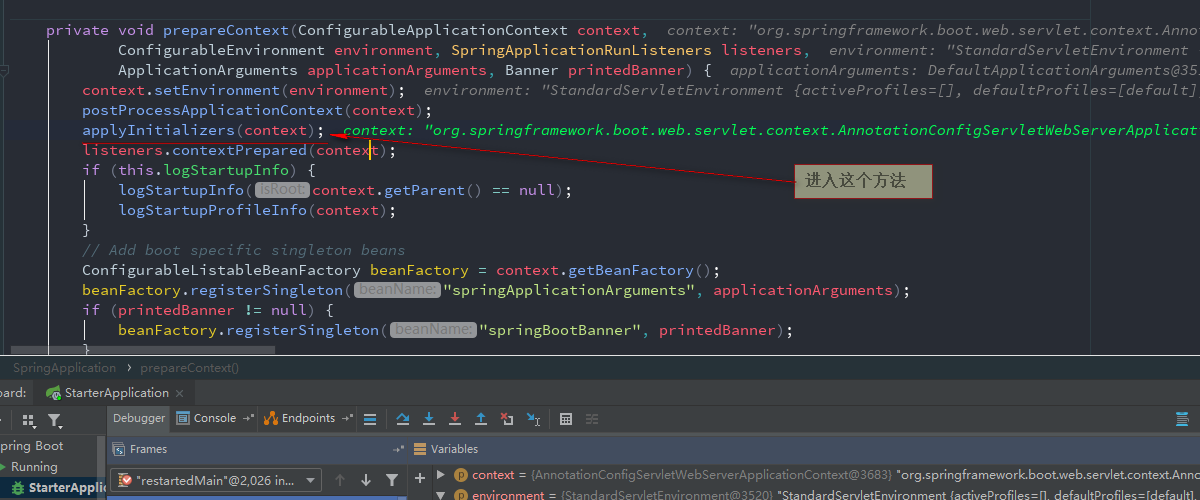 private void prepareContext(ConfigurableApplicationContext context, context: "org.springframework.boot.web.servlet.context.Anno
ConfigurableEnvironment environment, SpringApplicationRunListeners listeners, environment: "StandardServletEnvironment
ApplicationArguments applicationArguments, Banner printedBanner) { applicationArguments: DefaultApplicationArguments@35
context.setEnvironment(environment); environment: "StandardServletEnvironment {activeProfiles=[], defaultProfiles=[default]
postProcessApplicationContext(context);
applyInitializers(context); context: "org.springframework.boot.web.servlet.context.AnnotationConfigServletWebServerApplicat
listeners.contextPrepared(context);
if (this.logStartupInfo) {
进入这个方法
logStartupInfo( isRoot: context.getParent() == null);
logStartupProfileInfo(context);
}
// Add boot specific singleton beans
ConfigurableListableBeanFactory beanFactory = context.getBeanFactory();
beanFactory.registerSingleton( beanName: "springApplicationArguments", applicationArguments);
if (printedBanner != null) {
beanFactory.registerSingleton( beanName: "springBootBanner", printedBanner);
}
SpringApplication › prepareContext()
oard: StarterApplication ×
Debugger Console Endpoints
pring Boot Frames Variables
Running "restartedMain"@2,026 in... context = {AnnotationConfigServletWebServerApplicationContext@3683} "org.springframework.boot.web.servlet.context.Anno
StarterAppli environment = {StandardServletEnvironment@3520} "StandardServletEnvironment {activeProfiles=[], defaultProfiles=[default